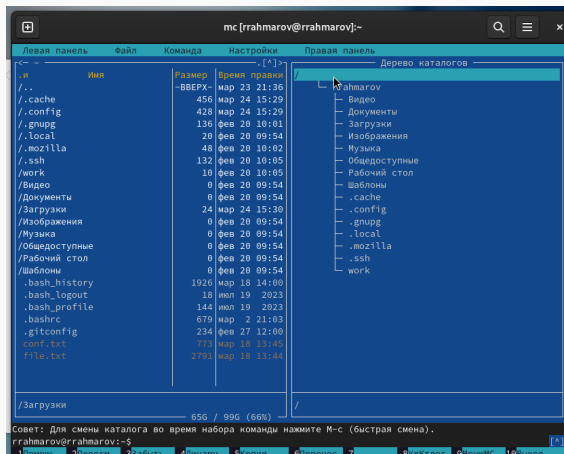 mc [rrahmarov@rrahmarov]:~
Левая панель Файл Команда Настройки Правая панель
<— ~ .[^]>
.и Имя Размер Время правки
/.. -ВВЕРХ- мар 23 21:36
/.cache 456 мар 24 15:29
/.config 428 мар 24 15:29
/.gnupg 136 фев 20 10:01
/.local 20 фев 20 09:54
/.mozilla 48 фев 20 10:02
/.ssh 132 фев 20 10:05
/work 10 фев 20 10:05
/Видео 0 фев 20 09:54
/Документы 0 фев 20 09:54
/Загрузки 24 мар 24 15:30
/Изображения 0 фев 20 09:54
/Музыка 0 фев 20 09:54
/Общедоступные 0 фев 20 09:54
/Рабочий стол 0 фев 20 09:54
/Шаблоны 0 фев 20 09:54
.bash_history 1926 мар 18 14:00
.bash_logout 18 июл 19 2023
.bash_profile 144 июл 19 2023
.bashrc 679 мар 2 21:03
.gitconfig 234 фев 27 12:00
conf.txt 773 мар 18 13:45
file.txt 2791 мар 18 13:44
/Загрузки
65G / 99G (66%)
Дерево каталогов
/
rrahmarov
Видео
Документы
Загрузки
Изображения
Музыка
Общедоступные
Рабочий стол
Шаблоны
.cache
.config
.gnupg
.local
.mozilla
.ssh
work
/
Совет: Для смены каталога во время набора команды нажмите M-c (быстрая смена).
rrahmarov@rrahmarov:~$ [^]